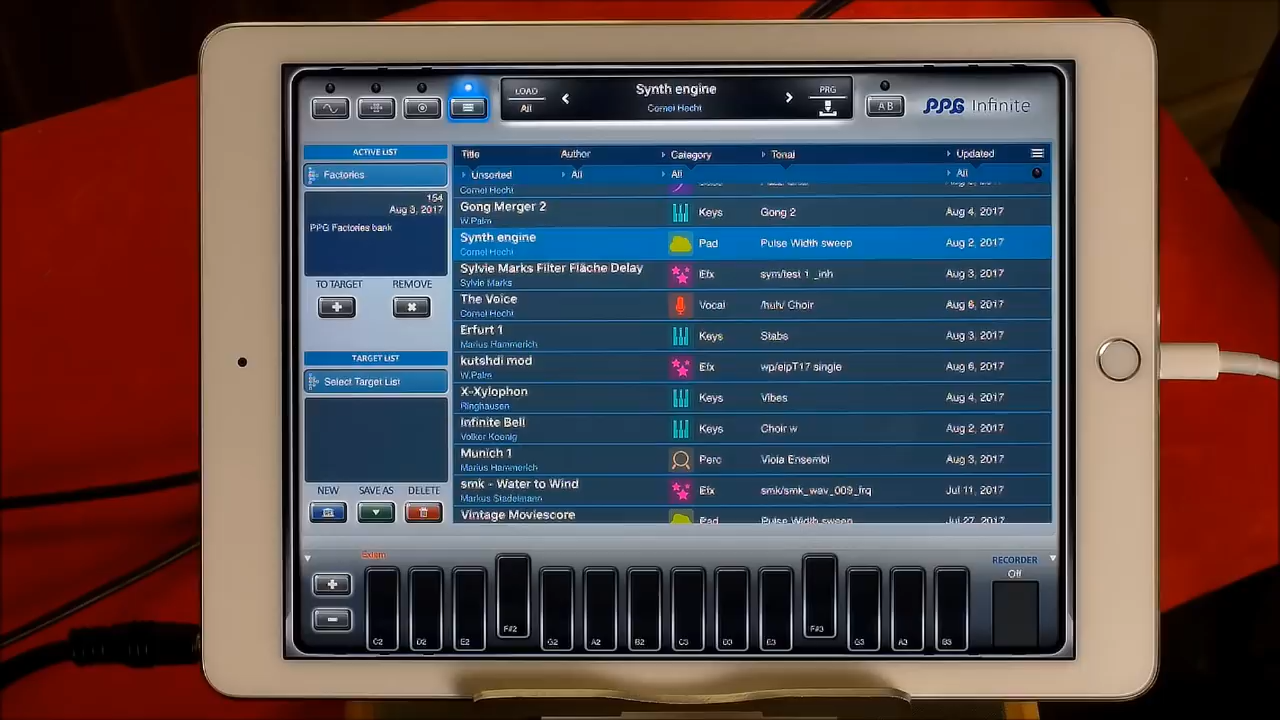 LOAD
All
Synth engine
Cornel Hecht
PRG
A B
PPG Infinite
ACTIVE LIST
Factories
154
Aug 3, 2017
PPG Factories bank
TO TARGET
REMOVE
TARGET LIST
Select Target List
NEW
SAVE AS
DELETE
Title Author Category Tonal Updated
Unsorted All All All
Cornel Hecht
Gong Merger 2 Keys Gong 2 Aug 4, 2017
W.Palm
Synth engine Pad Pulse Width sweep Aug 2, 2017
Cornel Hecht
Sylvie Marks Filter Fläche Delay Efx sym/test 1 _inh Aug 3, 2017
Sylvie Marks
The Voice Vocal /huh/ Choir Aug 6, 2017
Cornel Hecht
Erfurt 1 Keys Stabs Aug 3, 2017
Marius Hammerich
kutshdi mod Efx wp/elpT17 single Aug 6, 2017
W.Palm
X-Xylophon Keys Vibes Aug 4, 2017
Ringhausen
Infinite Bell Keys Choir w Aug 2, 2017
Volker Koenig
Munich 1 Perc Viola Ensembl Aug 3, 2017
Marius Hammerich
smk - Water to Wind Efx smk/smk_wav_009_frq Jul 11, 2017
Markus Stadelmann
Vintage Moviescore Pad Pulse Width sweep Jul 27, 2017
RECORDER
Off
C2 D2 E2 F#2 G2 A2 B2 C3 D3 E3 F#3 G3 A3 B3